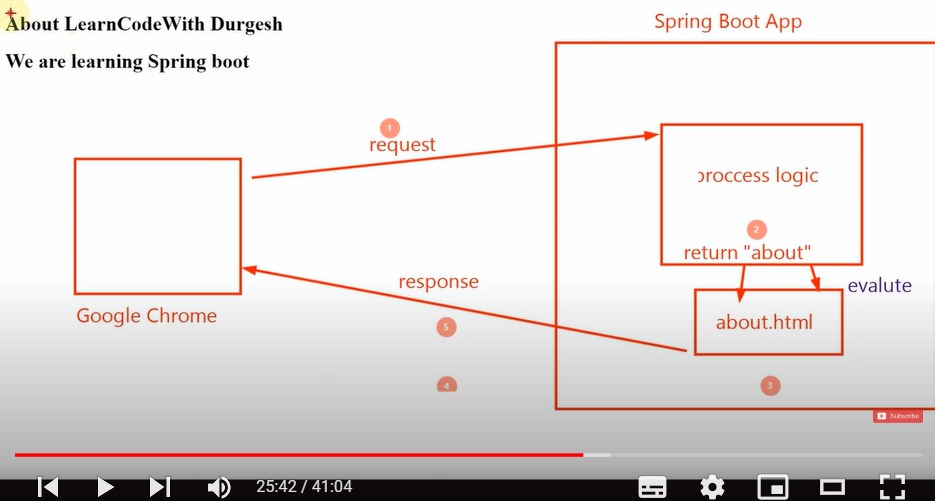 About LearnCodeWith Durgesh
We are learning Spring boot
Spring Boot App
1
request
proccess logic
2
return "about"
evalute
response
about.html
Google Chrome
5
4
3
Subscribe
25:42 / 41:04